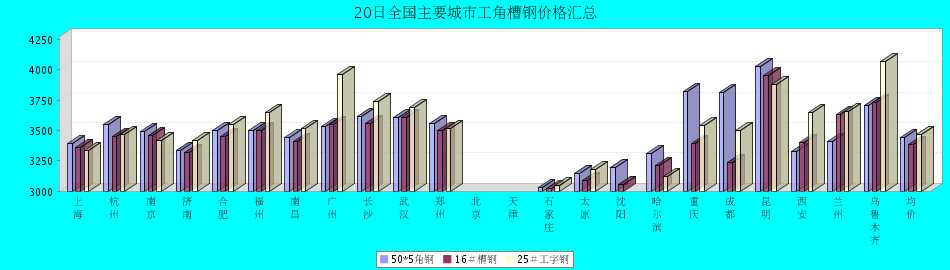 20日全国主要城市工角槽钢价格汇总
4250
4000
3750
3500
3250
3000
上海
杭州
南京
济南
合肥
福州
南昌
广州
长沙
武汉
郑州
北京
天津
石家庄
太原
沈阳
哈尔滨
重庆
成都
昆明
西安
兰州
乌鲁木齐
均价
50*5角钢 16#槽钢 25#工字钢